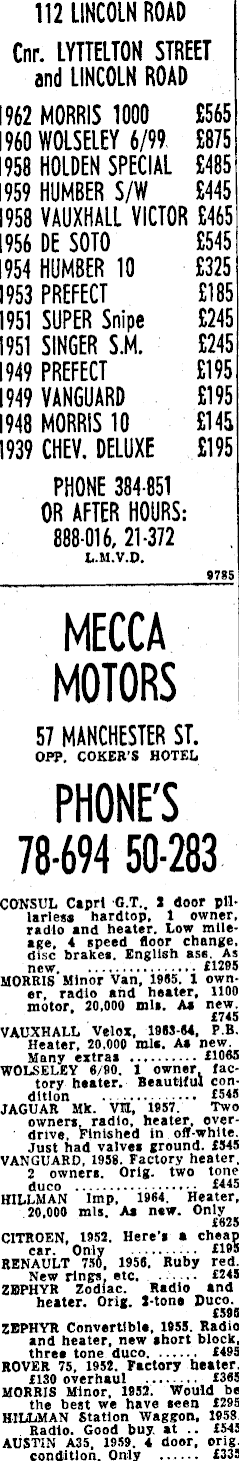 112 LINCOLN ROAD
Cnr. LYTTELTON STREET
and LINCOLN ROAD
1962 MORRIS 1000 £565
1960 WOLSELEY 6/99 £875
1958 HOLDEN SPECIAL £485
1959 HUMBER S/W £445
1958 VAUXHALL VICTOR £465
1956 DE SOTO £545
1954 HUMBER 10 £325
1953 PREFECT £185
1951 SUPER Snipe £245
1951 SINGER S.M. £245
1949 PREFECT £195
1949 VANGUARD £195
1948 MORRIS 10 £145
1939 CHEV. DELUXE £195
PHONE 384-851
OR AFTER HOURS:
888-016, 21-372
L.M.V.D.
9785
MECCA
MOTORS
57 MANCHESTER ST.
OPP. COKER'S HOTEL
PHONE'S
78-694 50-283
CONSUL Capri G.T., 2 door pil-
larless hardtop, 1 owner,
radio and heater. Low mile-
age, 4 speed floor change,
disc brakes. English ass. As
new. ................ £1295
MORRIS Minor Van, 1965. 1 own-
er, radio and heater, 1100
motor, 20,000 mls. As new.
£745
VAUXHALL Velox, 1963-64, P.B.
Heater, 20,000 mls. As new.
Many extras ......... £1065
WOLSELEY 6/90. 1 owner, fac-
tory heater. Beautiful con-
dition ................ £545
JAGUAR Mk. VIII, 1957. Two
owners, radio, heater, over-
drive, Finished in off-white.
Just had valves ground. £545
VANGUARD, 1958. Factory heater,
2 owners. Orig. two tone
duco ................ £445
HILLMAN Imp, 1964. Heater,
20,000 mls. As new. Only
£625
CITROEN, 1952. Here's a cheap
car. Only .......... £195
RENAULT 750, 1956, Ruby red.
New rings, etc. ....... £245
ZEPHYR Zodiac. Radio and
heater. Orig. 2-tone Duco.
£595
ZEPHYR Convertible, 1955. Radio
and heater, new short block,
three tone duco. ...... £495
ROVER 75, 1952. Factory heater.
£130 overhaul ....... £365
MORRIS Minor, 1952. Would be
the best we have seen £295
HILLMAN Station Waggon, 1958.
Radio. Good buy at .. £545
AUSTIN A35, 1959, 4 door, orig.
condition. Only ...... £335